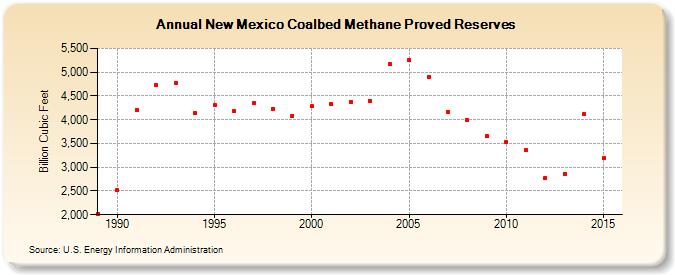 Annual New Mexico Coalbed Methane Proved Reserves
Billion Cubic Feet
5,500
5,000
4,500
4,000
3,500
3,000
2,500
2,000
1990 1995 2000 2005 2010 2015
Source: U.S. Energy Information Administration